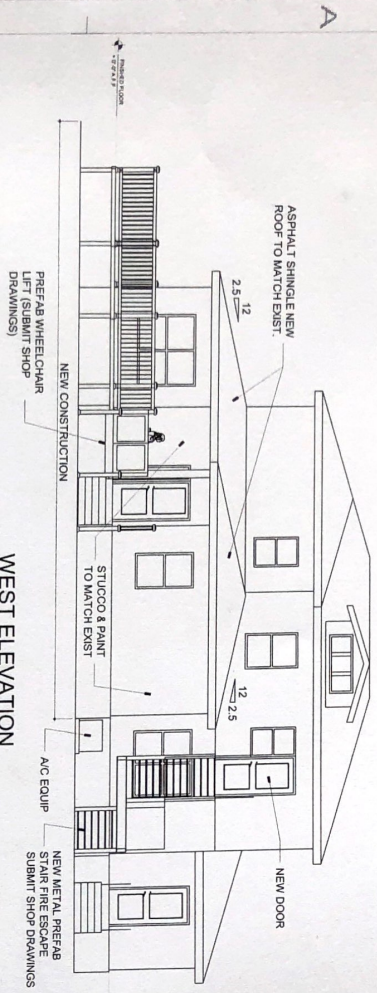 A
FINISHED FLOOR
ASPHALT SHINGLE NEW
ROOF TO MATCH EXIST.
12
2.5
12
2.5
NEW DOOR
PREFAB WHEELCHAIR
LIFT (SUBMIT SHOP
DRAWINGS)
NEW CONSTRUCTION
STUCCO & PAINT
TO MATCH EXIST
A/C EQUIP
NEW METAL PREFAB
STAIR FIRE ESCAPE
SUBMIT SHOP DRAWINGS
WEST ELEVATION